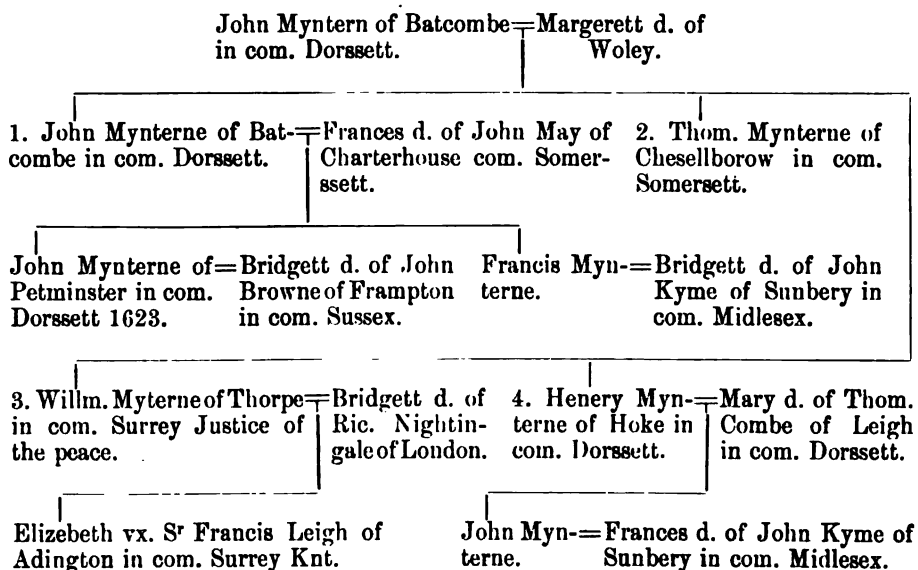 John Myntern of Batcombe=Margerett d. of
in com. Dorssett. Woley.
1. John Mynterne of Bat-=Frances d. of John May of 2. Thom. Mynterne of
combe in com. Dorssett. Charterhouse com. Somer- Chesellborow in com.
ssett. Somersett.
John Mynterne of=Bridgett d. of John Francis Myn-=Bridgett d. of John
Petminster in com. Browne of Frampton terne. Kyme of Sunbery in
Dorssett 1623. in com. Sussex. com. Midlesex.
3. Willm. Myterne of Thorpe=Bridgett d. of 4. Henery Myn-=Mary d. of Thom.
in com. Surrey Justice of Ric. Nightin- terne of Hoke in Combe of Leigh
the peace. gale of London. com. Dorssett. in com. Dorssett.
Elizebeth vx. Sʳ Francis Leigh of John Myn-=Frances d. of John Kyme of
Adington in com. Surrey Knt. terne. Sunbery in com. Midlesex.